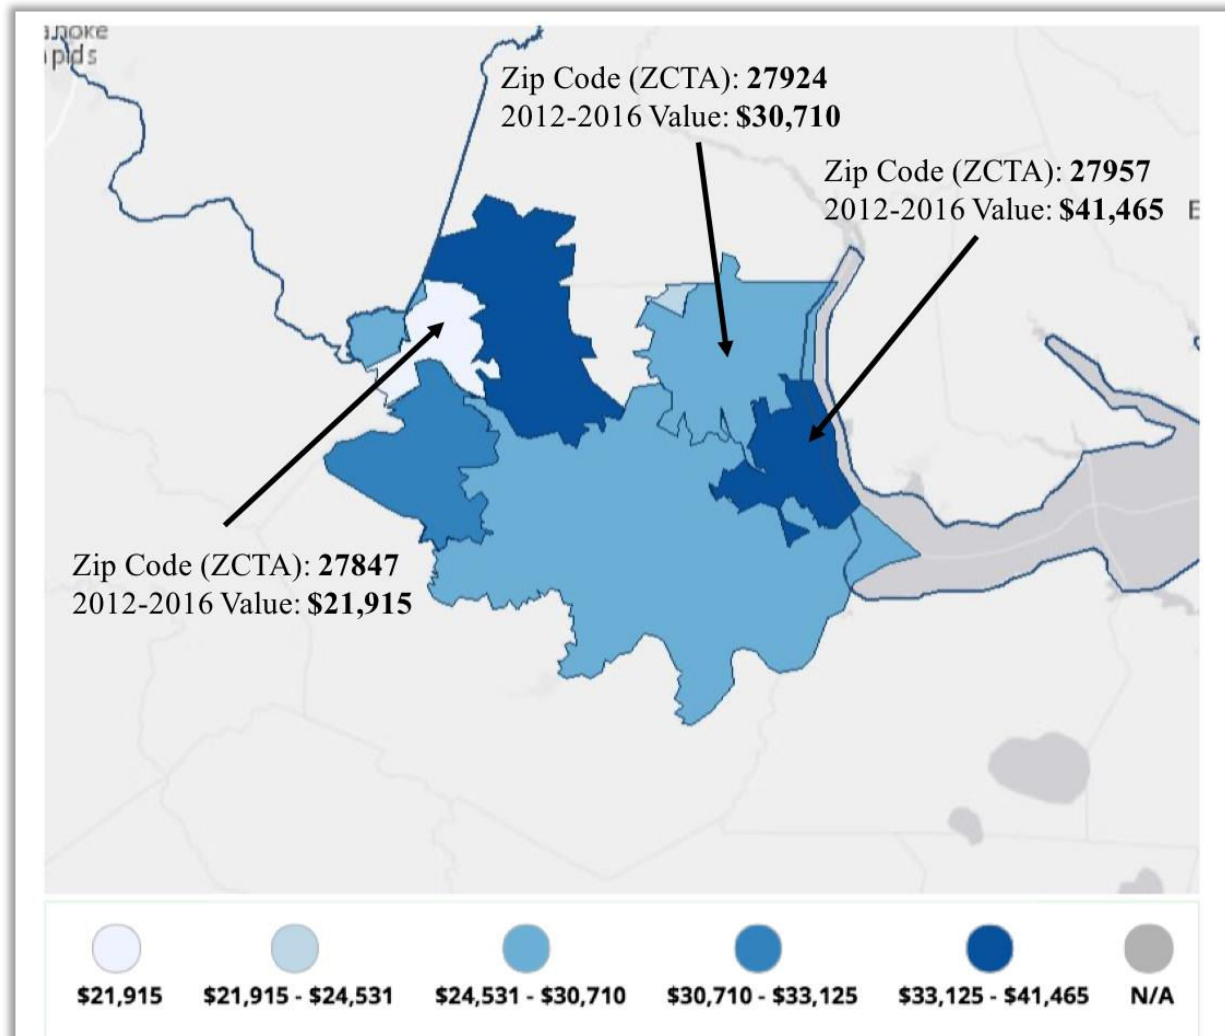 Zip Code (ZCTA): 27924
2012-2016 Value: $30,710
Zip Code (ZCTA): 27957
2012-2016 Value: $41,465
Zip Code (ZCTA): 27847
2012-2016 Value: $21,915
$21,915
$21,915 - $24,531
$24,531 - $30,710
$30,710 - $33,125
$33,125 - $41,465
N/A